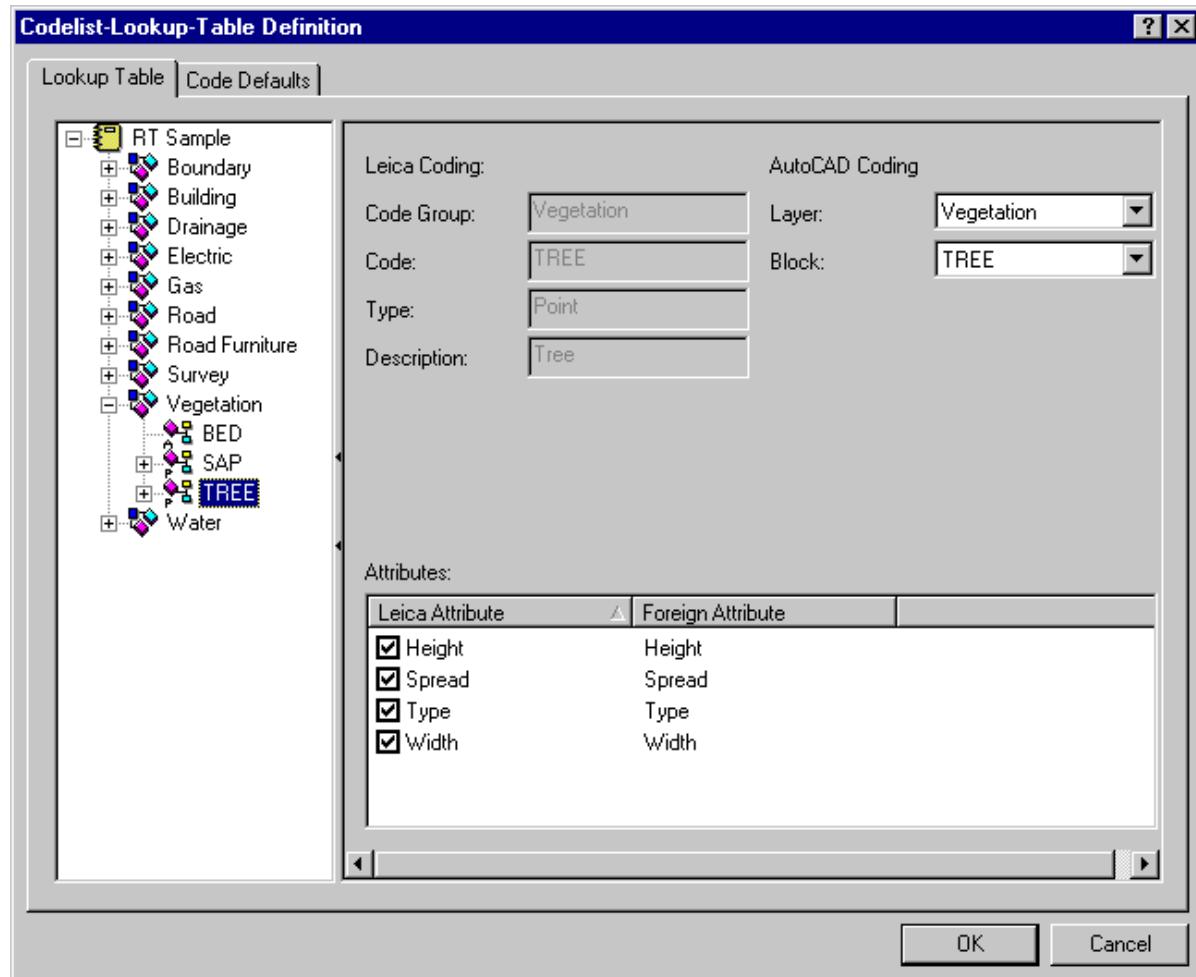 Codelist-Lookup-Table Definition
Lookup Table
Code Defaults
RT Sample
Boundary
Building
Drainage
Electric
Gas
Road
Road Furniture
Survey
Vegetation
BED
SAP
TREE
Water
Leica Coding:
AutoCAD Coding
Code Group: Vegetation
Layer: Vegetation
Code: TREE
Block: TREE
Type: Point
Description: Tree
Attributes:
Leica Attribute Foreign Attribute
Height Height
Spread Spread
Type Type
Width Width
OK Cancel